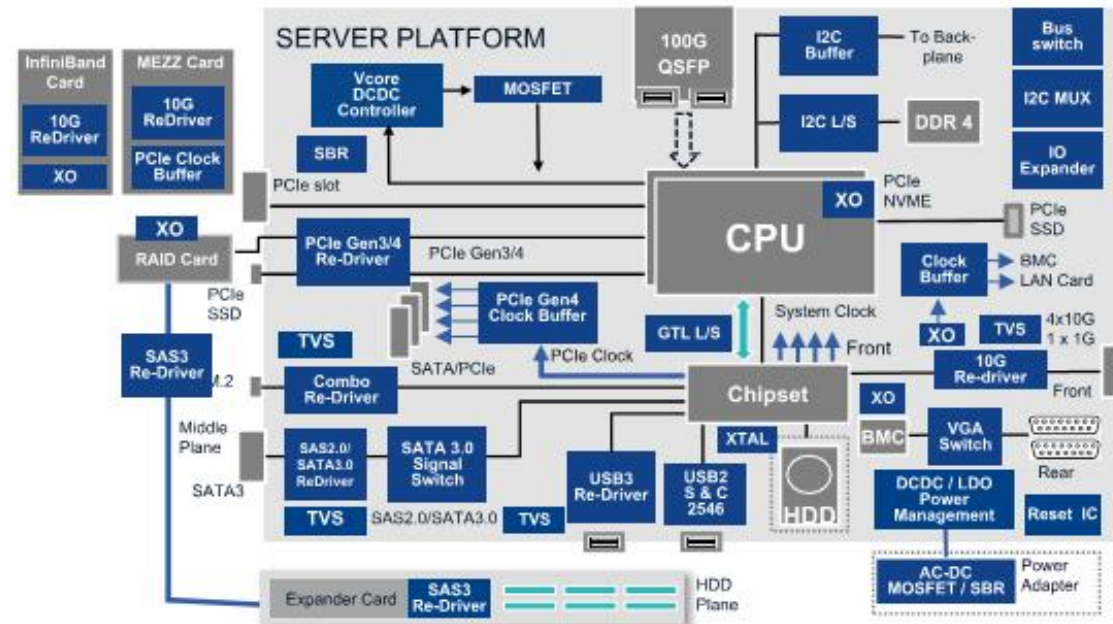 SERVER PLATFORM
InfiniBand
Card
10G
ReDriver
XO
MEZZ Card
10G
ReDriver
PCIe Clock
Buffer
Vcore
DCDC
Controller
MOSFET
SBR
100G
QSFP
I2C
Buffer
To Back-
plane
I2C L/S
DDR 4
Bus
switch
I2C MUX
IO
Expander
PCIe slot
XO
RAID Card
PCIe
SSD
PCIe Gen3/4
Re-Driver
PCIe Gen3/4
CPU
XO
PCIe
NVME
PCIe
SSD
Clock
Buffer
BMC
LAN Card
XO
TVS
4x10G
1 x 1G
PCIe Gen4
Clock Buffer
SATA/PCIe
PCIe Clock
GTL L/S
System Clock
Front
10G
Re-driver
Front
SAS3
Re-Driver
TVS
M.2
Combo
Re-Driver
Chipset
XTAL
XO
BMC
VGA
Switch
Rear
Middle
Plane
SATA3
SAS2.0/
SATA3.0
ReDriver
SATA 3.0
Signal
Switch
TVS
SAS2.0/SATA3.0
TVS
USB3
Re-Driver
USB2
S & C
2546
HDD
DCDC / LDO
Power
Management
Reset IC
AC-DC
MOSFET / SBR
Power
Adapter
Expander Card
SAS3
Re-Driver
HDD
Plane